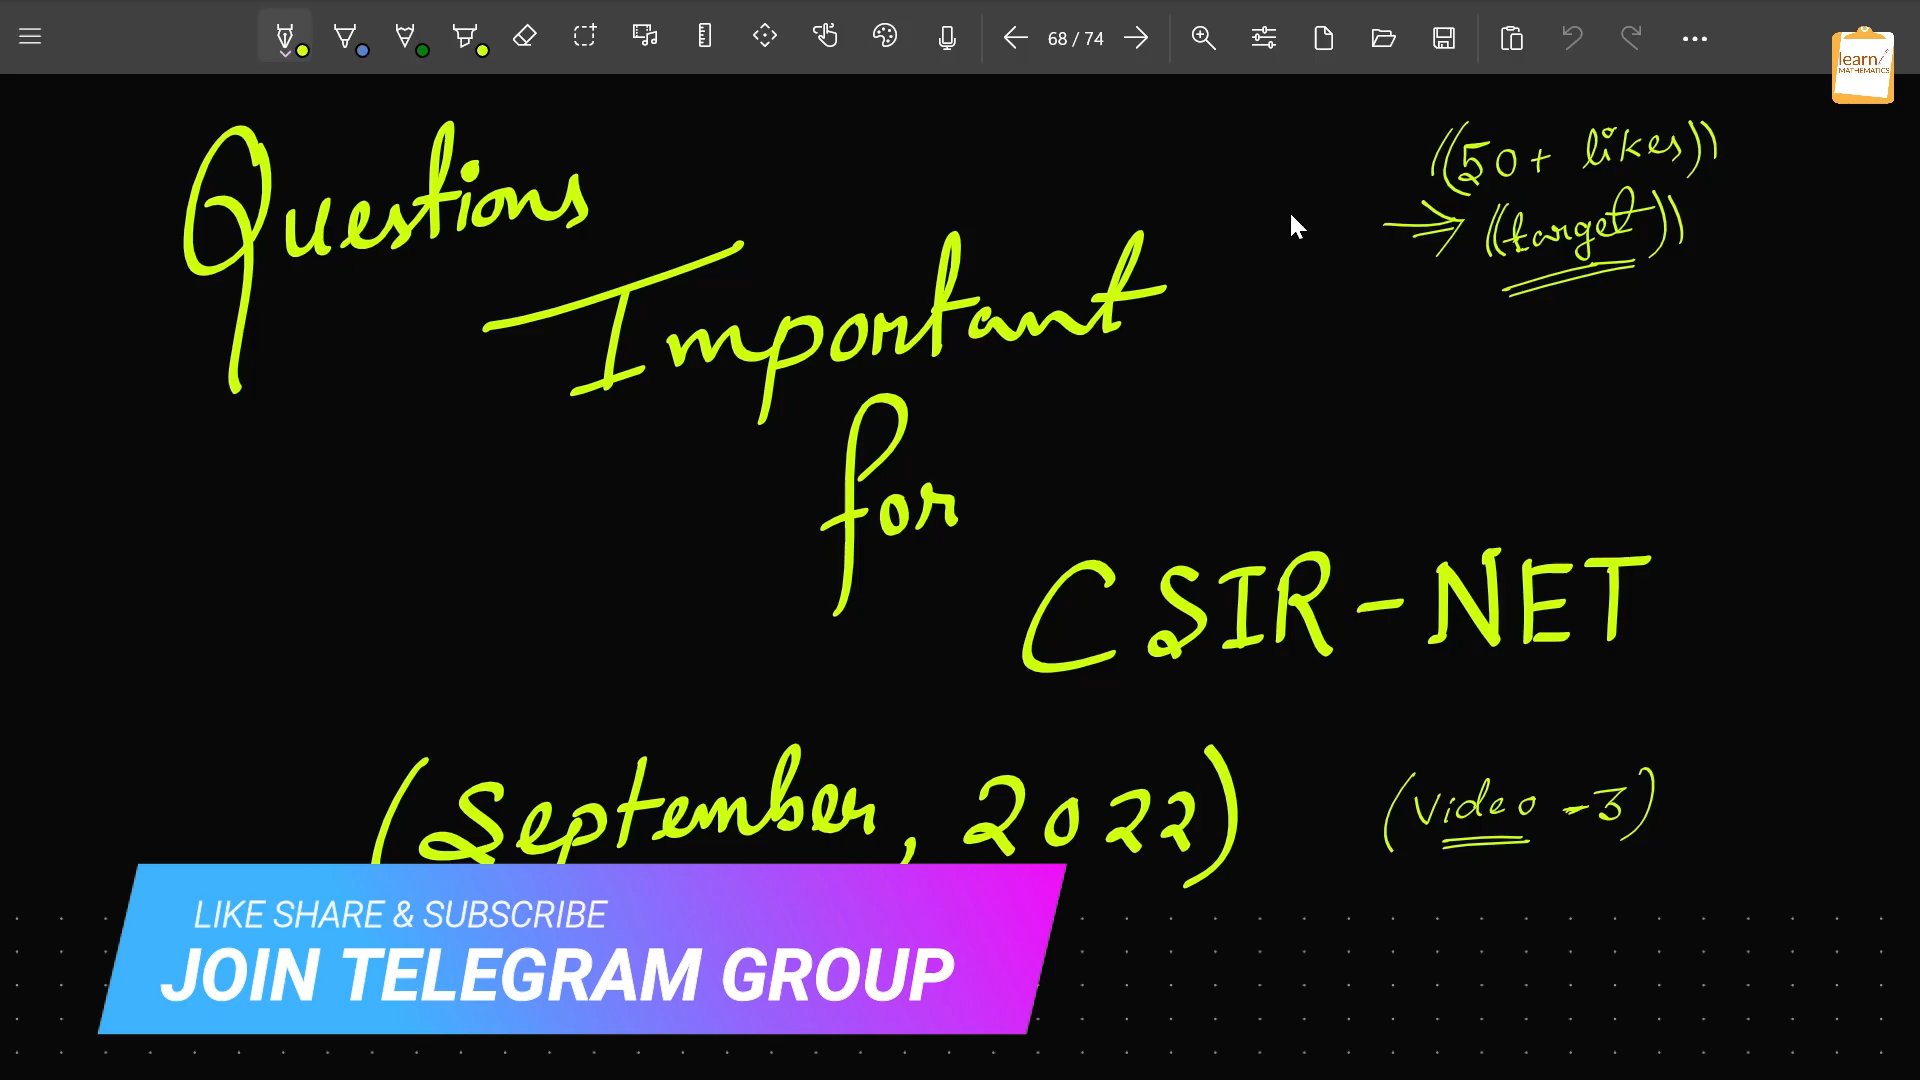 68 / 74
learn
MATHEMATICS
((50+ likes))
⇒ ((target))
Questions
Important
for
CSIR-NET
(September, 2022)
(video -3)
LIKE SHARE & SUBSCRIBE
JOIN TELEGRAM GROUP